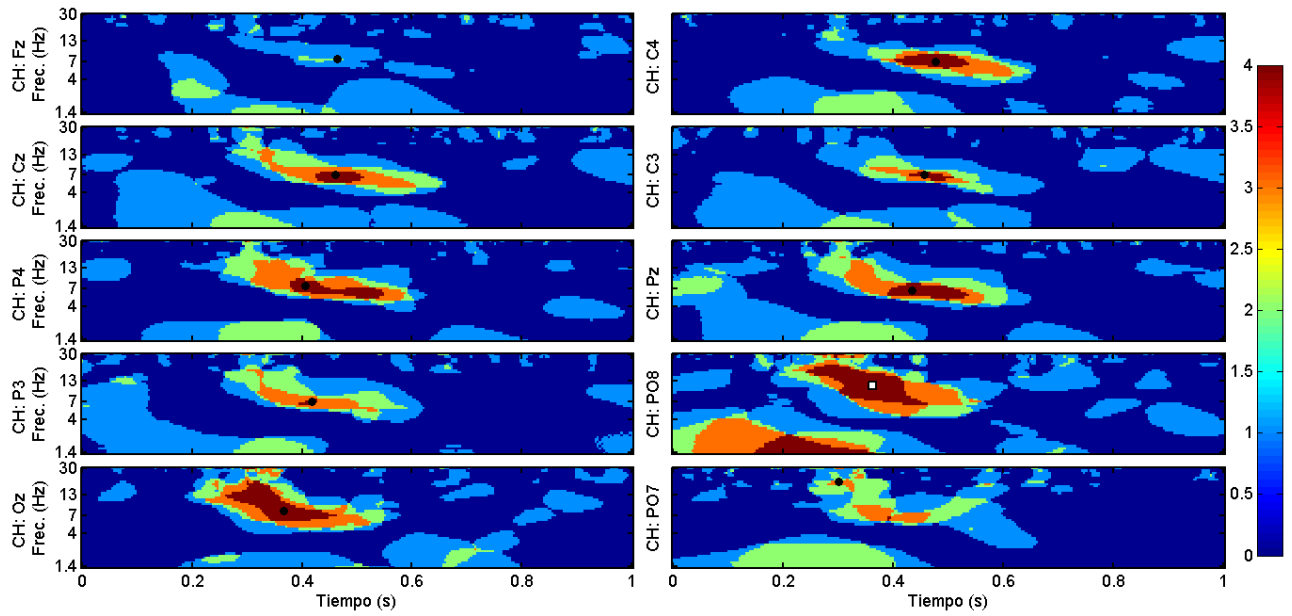 30
13
7
4
1.4
CH: Fz
Frec. (Hz)
CH: C4
30
13
7
4
1.4
CH: Cz
Frec. (Hz)
CH: C3
30
13
7
4
1.4
CH: P4
Frec. (Hz)
CH: Pz
30
13
7
4
1.4
CH: P3
Frec. (Hz)
CH: PO8
30
13
7
4
1.4
CH: Oz
Frec. (Hz)
CH: PO7
0 0.2 0.4 0.6 0.8 1
Tiempo (s)
0 0.2 0.4 0.6 0.8 1
Tiempo (s)
4
3.5
3
2.5
2
1.5
1
0.5
0